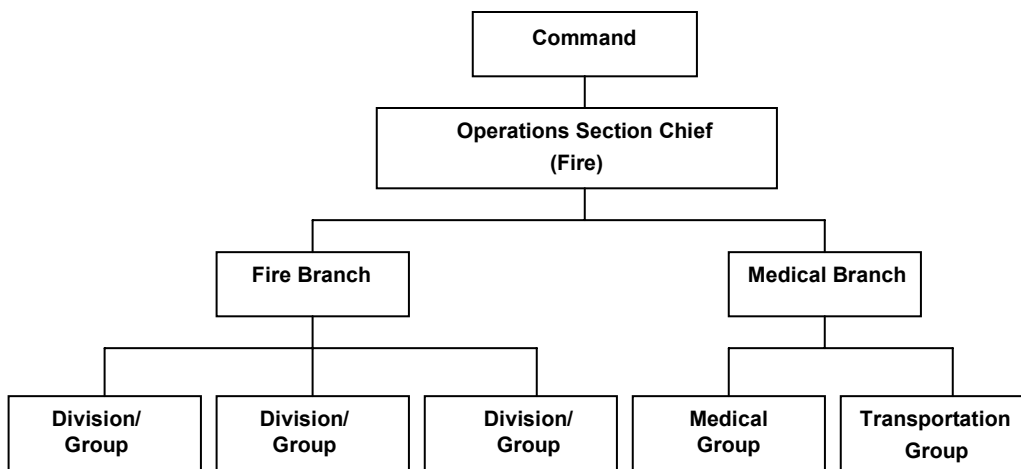 Command
Operations Section Chief
(Fire)
Fire Branch
Medical Branch
Division/
Group
Division/
Group
Division/
Group
Medical
Group
Transportation
Group